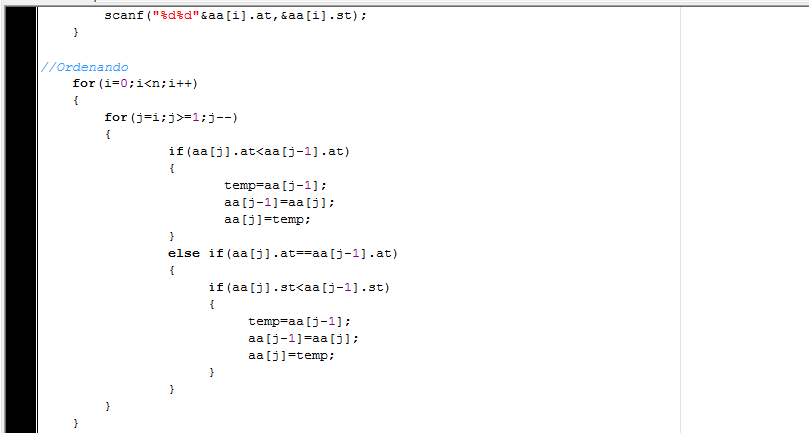 scanf("%d%d"&aa[i].at,&aa[i].st);
}
//Ordenando
for(i=0;i<n;i++)
{
for(j=i;j>=1;j--)
{
if(aa[j].at<aa[j-1].at)
{
temp=aa[j-1];
aa[j-1]=aa[j];
aa[j]=temp;
}
else if(aa[j].at==aa[j-1].at)
{
if(aa[j].st<aa[j-1].st)
{
temp=aa[j-1];
aa[j-1]=aa[j];
aa[j]=temp;
}
}
}
}